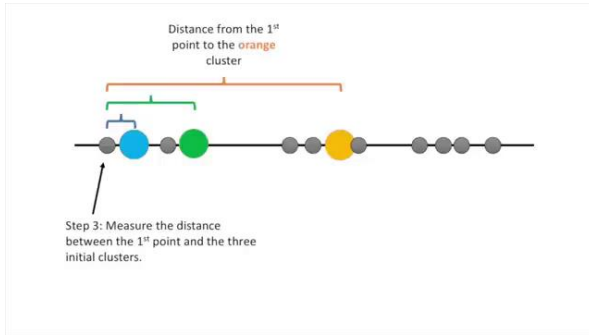 Distance from the 1st
point to the orange
cluster
Step 3: Measure the distance
between the 1st point and the three
initial clusters.